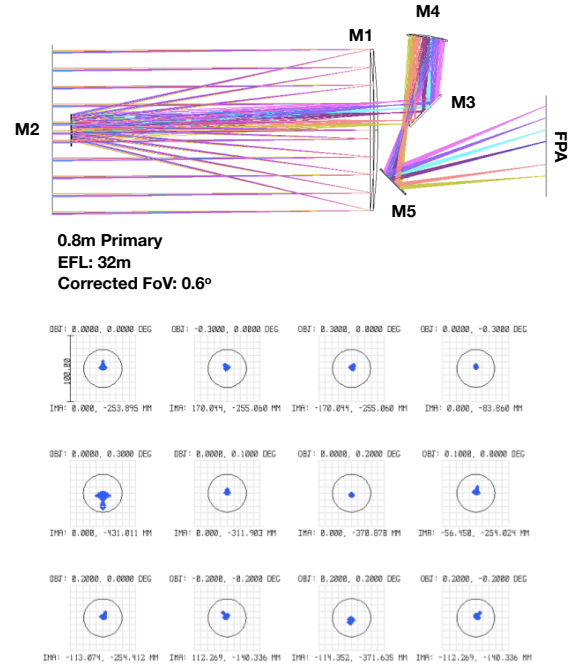 M4
M1
M3
M2
FPA
M5
0.8m Primary
EFL: 32m
Corrected FoV: 0.6º
OBJ: 0.0000, 0.0000 DEG
OBJ: -0.3000, 0.0000 DEG
OBJ: 0.3000, 0.0000 DEG
OBJ: 0.0000, -0.3000 DEG
100.00
IMA: 0.000, -253.895 MM
IMA: 170.044, -255.060 MM
IMA: -170.044, -255.060 MM
IMA: 0.000, -83.860 MM
OBJ: 0.0000, 0.3000 DEG
OBJ: 0.0000, 0.1000 DEG
OBJ: 0.0000, 0.2000 DEG
OBJ: 0.1000, 0.0000 DEG
IMA: 0.000, -431.011 MM
IMA: 0.000, -311.903 MM
IMA: 0.000, -370.878 MM
IMA: -56.450, -254.024 MM
OBJ: 0.2000, 0.0000 DEG
OBJ: -0.2000, -0.2000 DEG
OBJ: 0.2000, 0.2000 DEG
OBJ: 0.2000, -0.2000 DEG
IMA: -113.074, -254.412 MM
IMA: 112.269, -140.336 MM
IMA: -114.352, -371.635 MM
IMA: -112.269, -140.336 MM